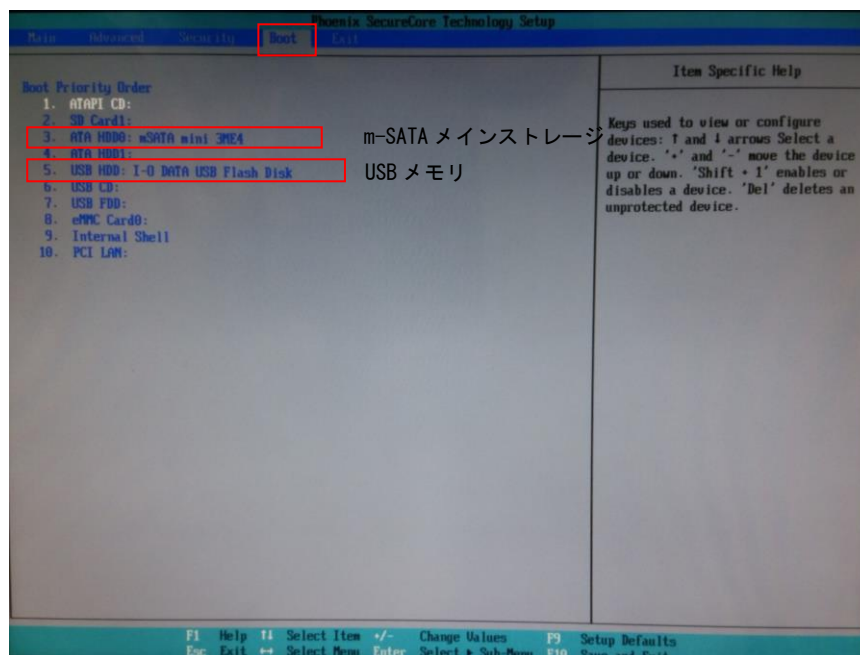 Phoenix SecureCore Technology Setup
Main Advanced Security Boot Exit
Item Specific Help
Boot Priority Order
1. ATAPI CD:
2. SD Card1:
3. ATA HDD0: mSATA mini 3ME4
m-SATA メインストレージ
4. ATA HDD1:
5. USB HDD: I-O DATA USB Flash Disk
USB メモリ
6. USB CD:
7. USB FDD:
8. eMMC Card0:
9. Internal Shell
10. PCI LAN:
Keys used to view or configure
devices: ↑ and ↓ arrows Select a
device. '+' and '-' move the device
up or down. 'Shift + 1' enables or
disables a device. 'Del' deletes an
unprotected device.
F1 Help ↑↓ Select Item +/- Change Values F9 Setup Defaults
Esc Exit ↔ Select Menu Enter Select ▶ Sub-Menu F10 Save and Exit